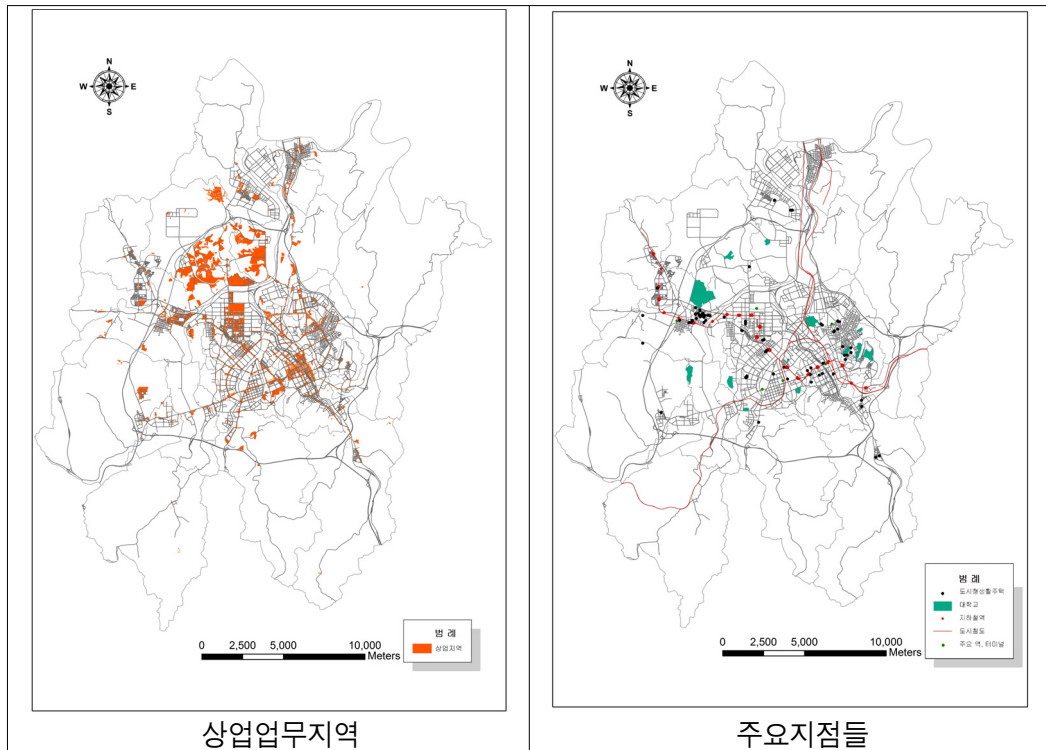 N
W E
S
범 례
상업지역
0 2,500 5,000 10,000
Meters
상업업무지역
N
W E
S
범 례
도시형생활주택
대학교
지하철역
도시철도
주요 역, 터미널
0 2,500 5,000 10,000
Meters
주요지점들